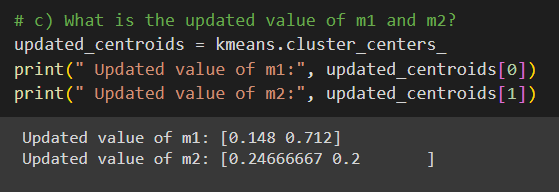 # c) What is the updated value of m1 and m2?
updated_centroids = kmeans.cluster_centers_
print(" Updated value of m1:", updated_centroids[0])
print(" Updated value of m2:", updated_centroids[1])
Updated value of m1: [0.148 0.712]
Updated value of m2: [0.24666667 0.2       ]